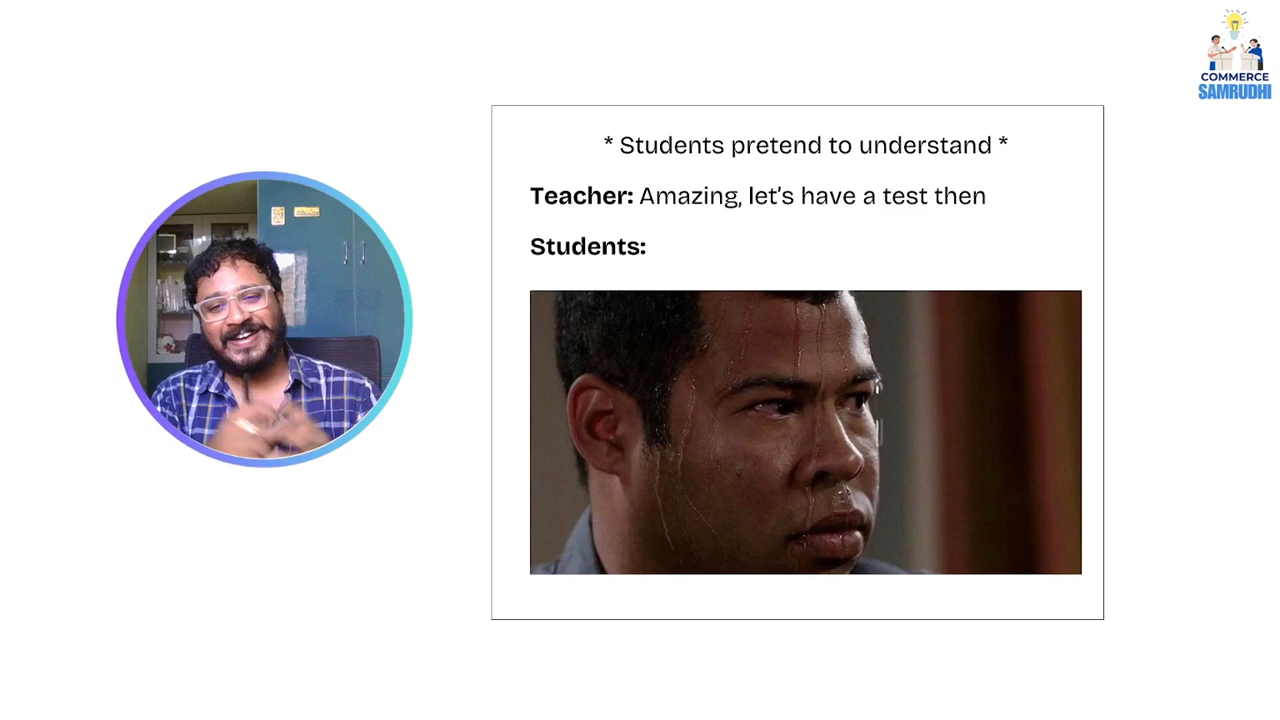 COMMERCE
SAMRUDHI
* Students pretend to understand *
Teacher: Amazing, let's have a test then
Students: